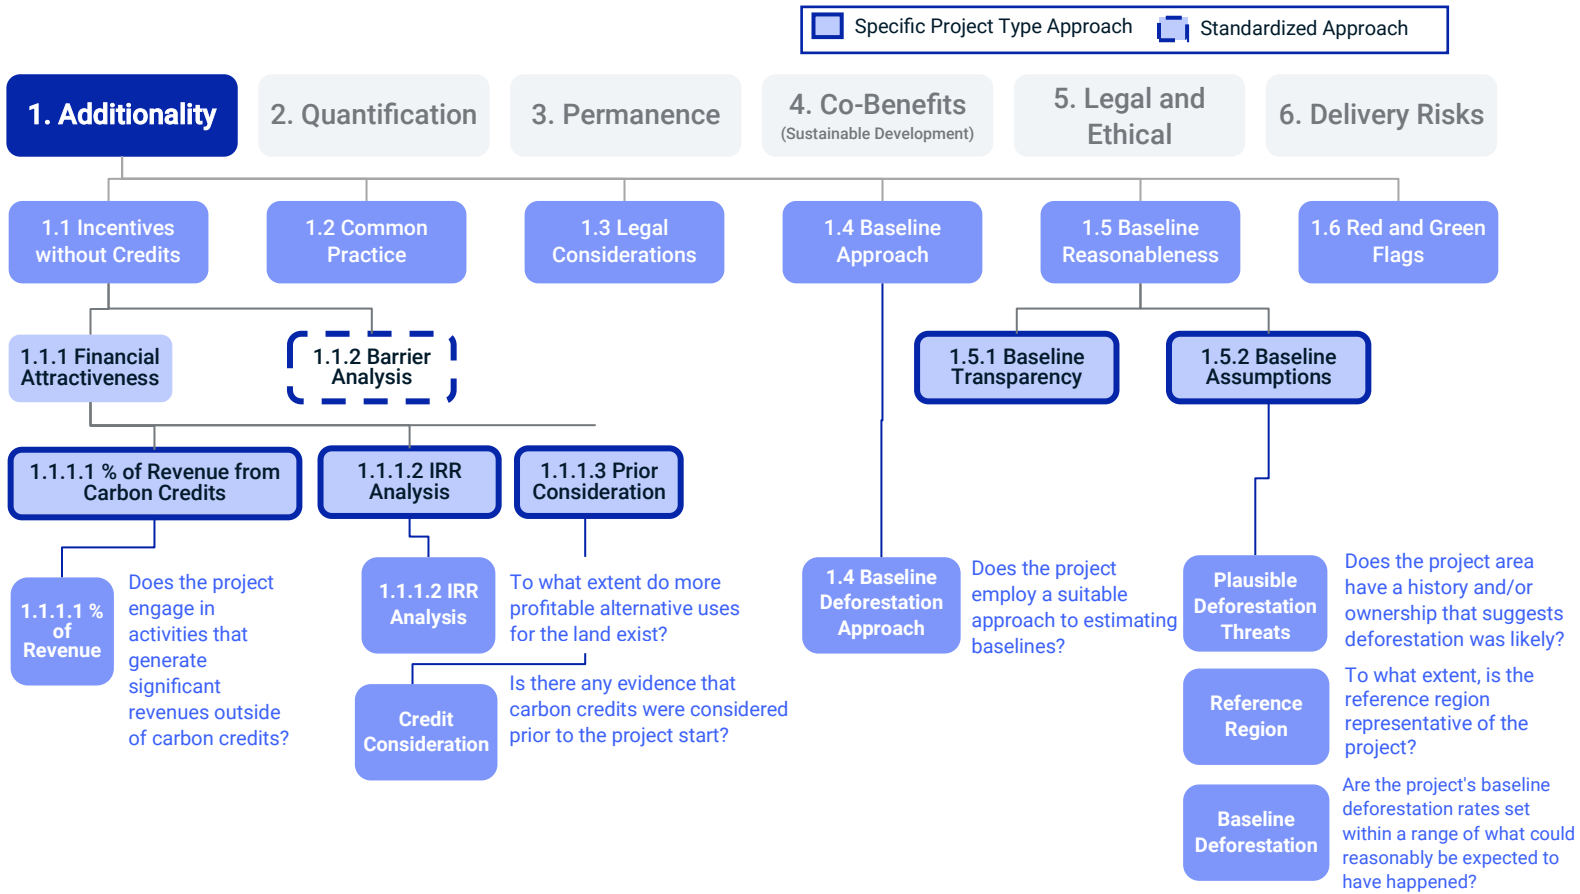 Specific Project Type Approach
Standardized Approach
1. Additionality
2. Quantification
3. Permanence
4. Co-Benefits
(Sustainable Development)
5. Legal and
Ethical
6. Delivery Risks
1.1 Incentives
without Credits
1.2 Common
Practice
1.3 Legal
Considerations
1.4 Baseline
Approach
1.5 Baseline
Reasonableness
1.6 Red and Green
Flags
1.1.1 Financial
Attractiveness
1.1.2 Barrier
Analysis
1.5.1 Baseline
Transparency
1.5.2 Baseline
Assumptions
1.1.1.1 % of Revenue from
Carbon Credits
1.1.1.2 IRR
Analysis
1.1.1.3 Prior
Consideration
1.1.1.1 %
of
Revenue
Does the project
engage in
activities that
generate
significant
revenues outside
of carbon credits?
1.1.1.2 IRR
Analysis
To what extent do more
profitable alternative uses
for the land exist?
Credit
Consideration
Is there any evidence that
carbon credits were considered
prior to the project start?
1.4 Baseline
Deforestation
Approach
Does the project
employ a suitable
approach to estimating
baselines?
Plausible
Deforestation
Threats
Does the project area
have a history and/or
ownership that suggests
deforestation was likely?
Reference
Region
To what extent, is the
reference region
representative of the
project?
Baseline
Deforestation
Are the project's baseline
deforestation rates set
within a range of what could
reasonably be expected to
have happened?